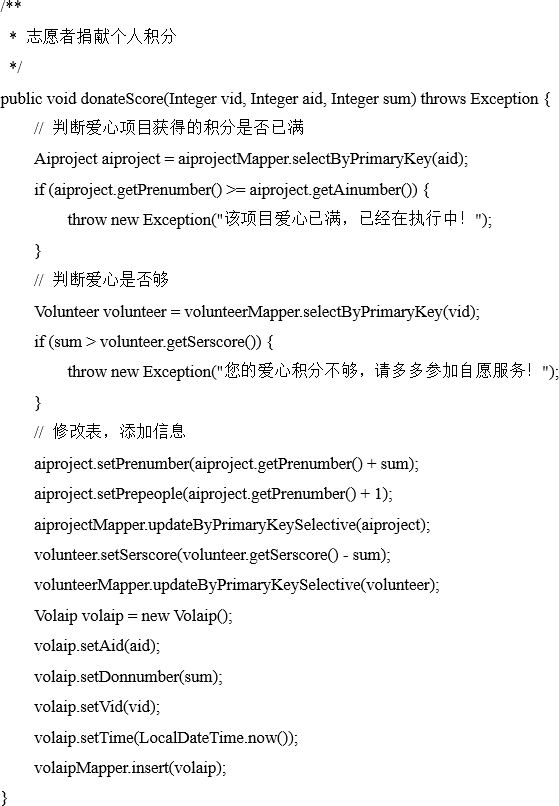 /**
 * 志愿者捐献个人积分
 */
public void donateScore(Integer vid, Integer aid, Integer sum) throws Exception {
    // 判断爱心项目获得的积分是否已满
    Aiproject aiproject = aiprojectMapper.selectByPrimaryKey(aid);
    if (aiproject.getPrenumber() >= aiproject.getAinumber()) {
        throw new Exception("该项目爱心已满，已经在执行中！");
    }
    // 判断爱心是否够
    Volunteer volunteer = volunteerMapper.selectByPrimaryKey(vid);
    if (sum > volunteer.getSerscore()) {
        throw new Exception("您的爱心积分不够，请多多参加自愿服务！");
    }
    // 修改表，添加信息
    aiproject.setPrenumber(aiproject.getPrenumber() + sum);
    aiproject.setPrepeople(aiproject.getPrenumber() + 1);
    aiprojectMapper.updateByPrimaryKeySelective(aiproject);
    volunteer.setSerscore(volunteer.getSerscore() - sum);
    volunteerMapper.updateByPrimaryKeySelective(volunteer);
    Volaip volaip = new Volaip();
    volaip.setAid(aid);
    volaip.setDonnumber(sum);
    volaip.setVid(vid);
    volaip.setTime(LocalDateTime.now());
    volaipMapper.insert(volaip);
}